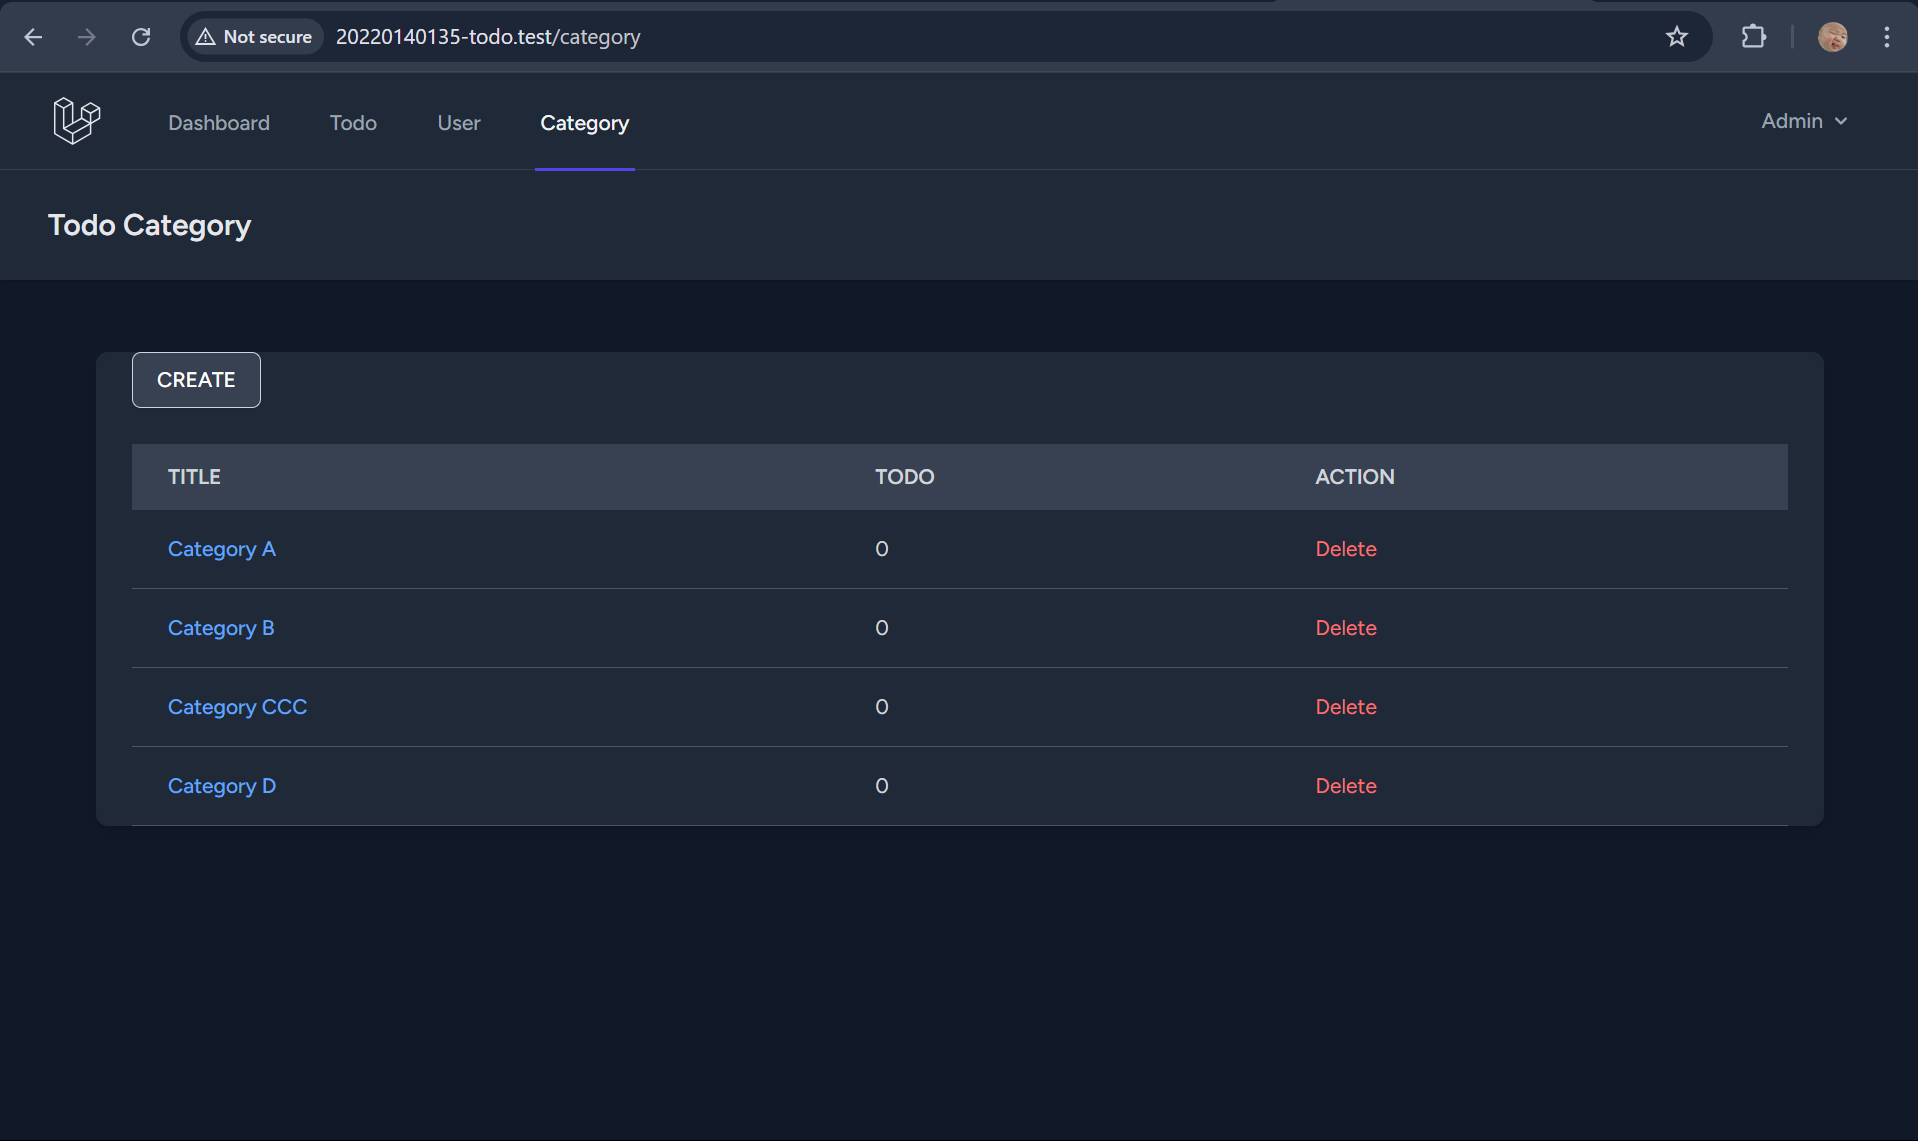 Not secure 20220140135-todo.test/category
Dashboard Todo User Category Admin
Todo Category
CREATE
TITLE TODO ACTION
Category A 0 Delete
Category B 0 Delete
Category CCC 0 Delete
Category D 0 Delete